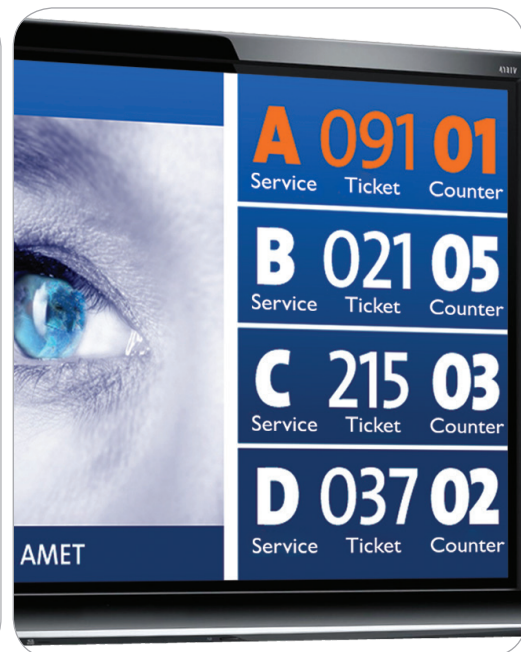 A 091 01
Service Ticket Counter
B 021 05
Service Ticket Counter
C 215 03
Service Ticket Counter
D 037 02
Service Ticket Counter
AMET